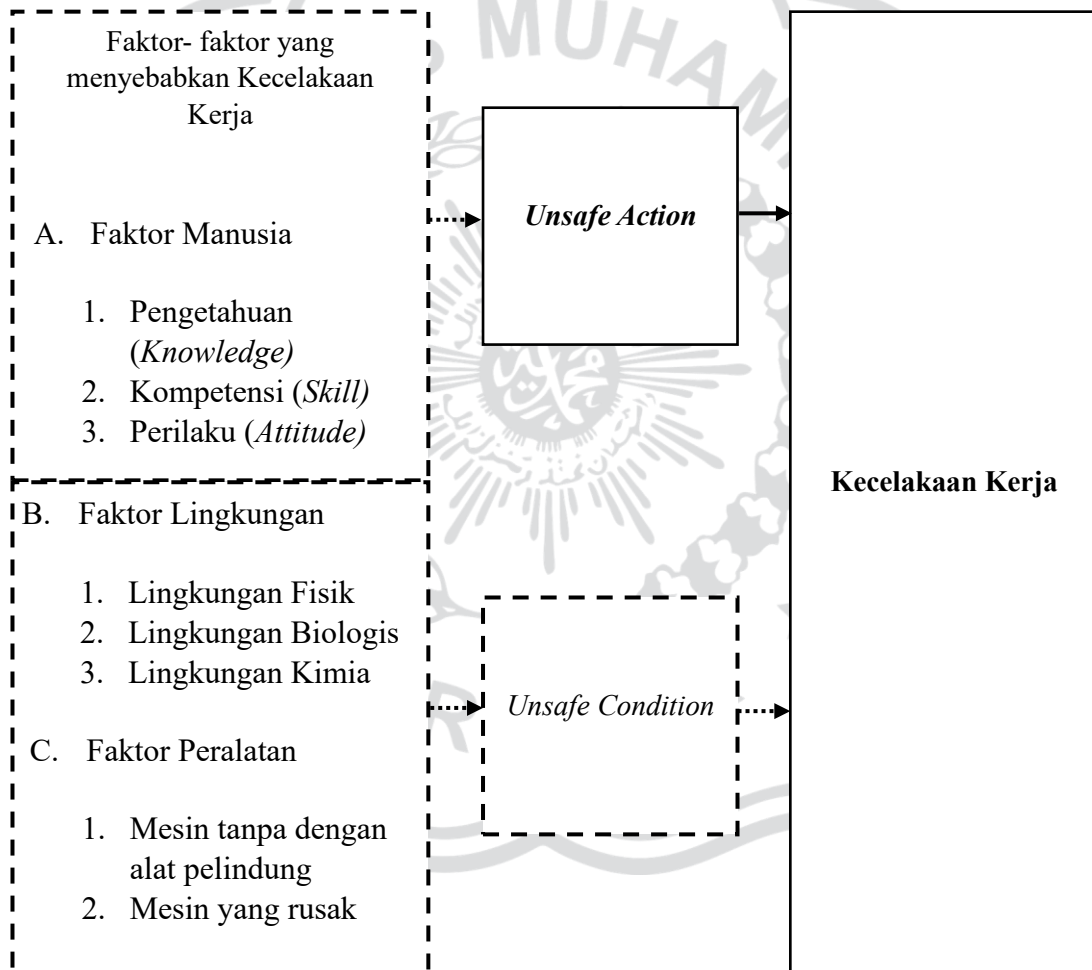 Faktor- faktor yang
menyebabkan Kecelakaan
Kerja
A. Faktor Manusia
1. Pengetahuan
(Knowledge)
2. Kompetensi (Skill)
3. Perilaku (Attitude)
B. Faktor Lingkungan
1. Lingkungan Fisik
2. Lingkungan Biologis
3. Lingkungan Kimia
C. Faktor Peralatan
1. Mesin tanpa dengan
alat pelindung
2. Mesin yang rusak
Unsafe Action
Unsafe Condition
Kecelakaan Kerja
S MUHAM
R